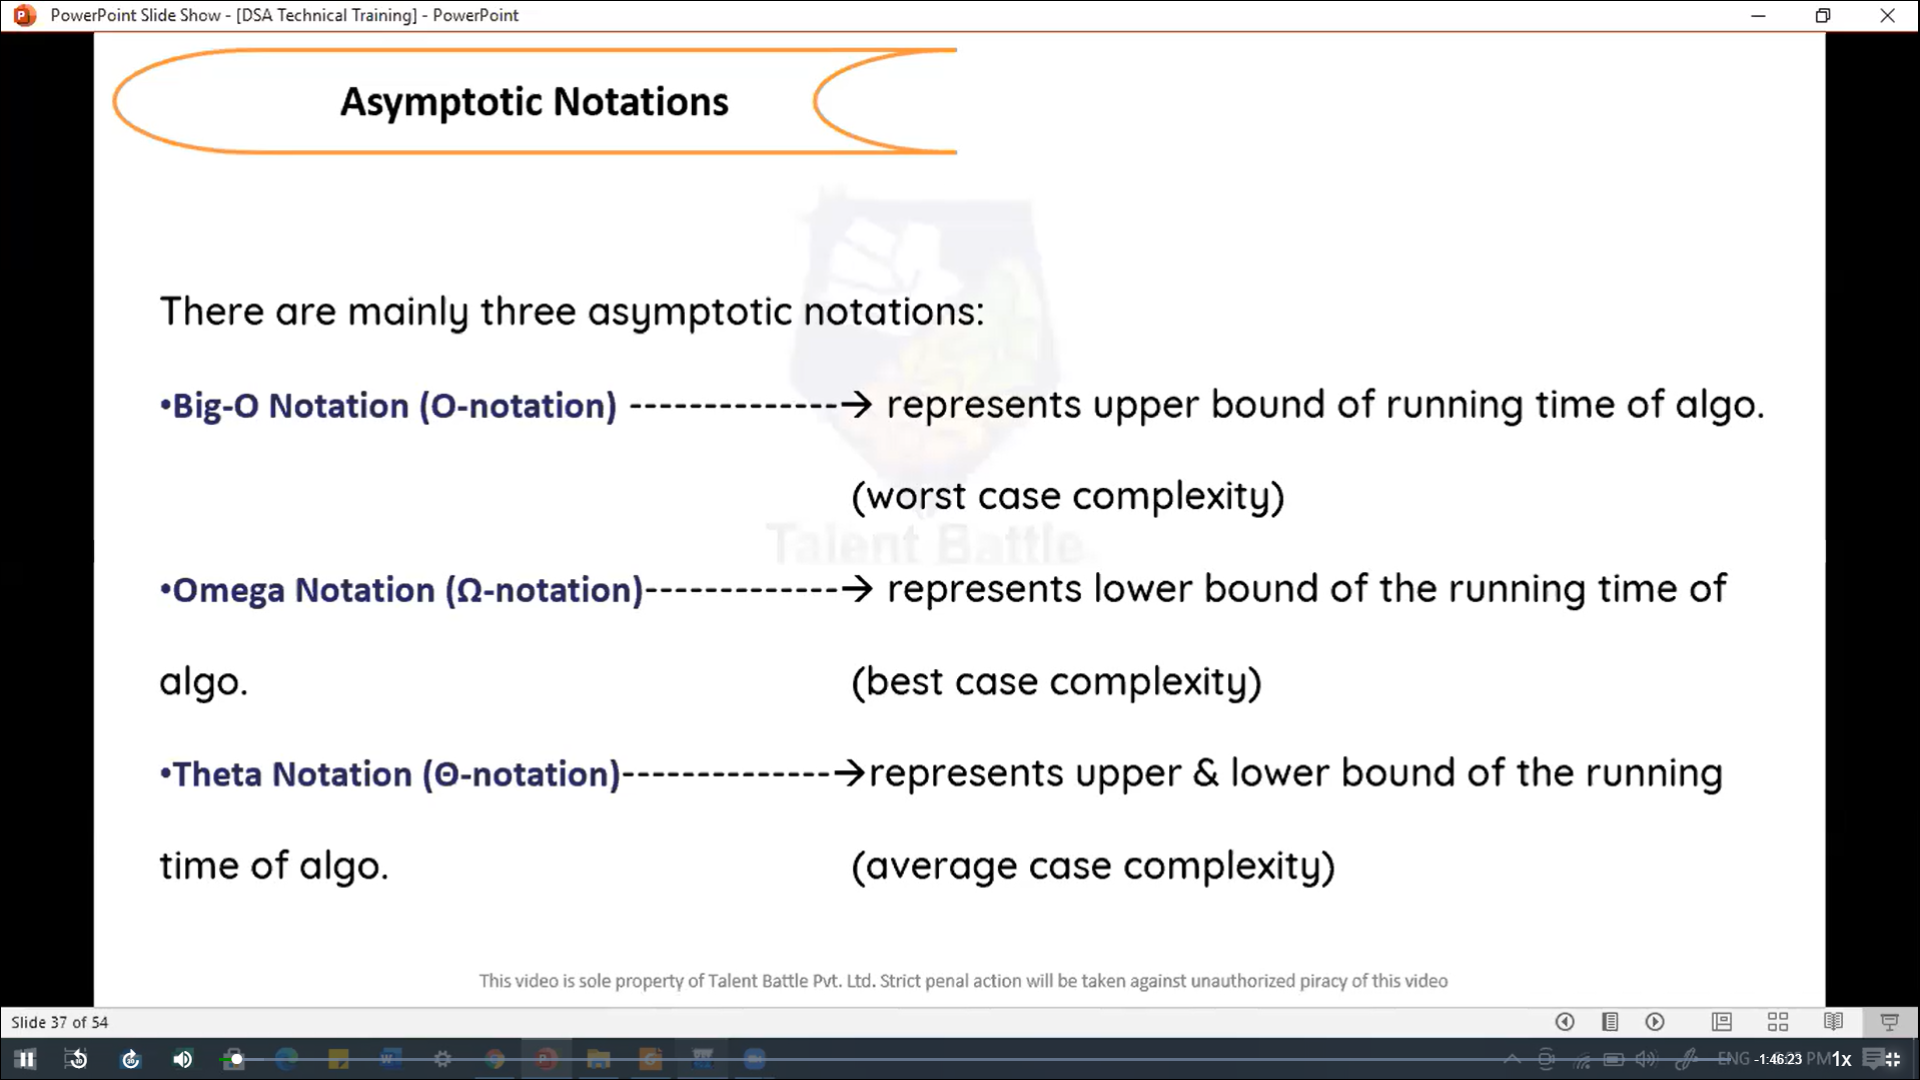 PowerPoint Slide Show - [DSA Technical Training] - PowerPoint
Asymptotic Notations
There are mainly three asymptotic notations:
•Big-O Notation (O-notation) --------------→ represents upper bound of running time of algo.
(worst case complexity)
Talent Battle
•Omega Notation (Ω-notation)-------------→ represents lower bound of the running time of
algo. (best case complexity)
•Theta Notation (Θ-notation)--------------→represents upper & lower bound of the running
time of algo. (average case complexity)
This video is sole property of Talent Battle Pvt. Ltd. Strict penal action will be taken against unauthorized piracy of this video
Slide 37 of 54
ENG -1:46:23 PM 1x